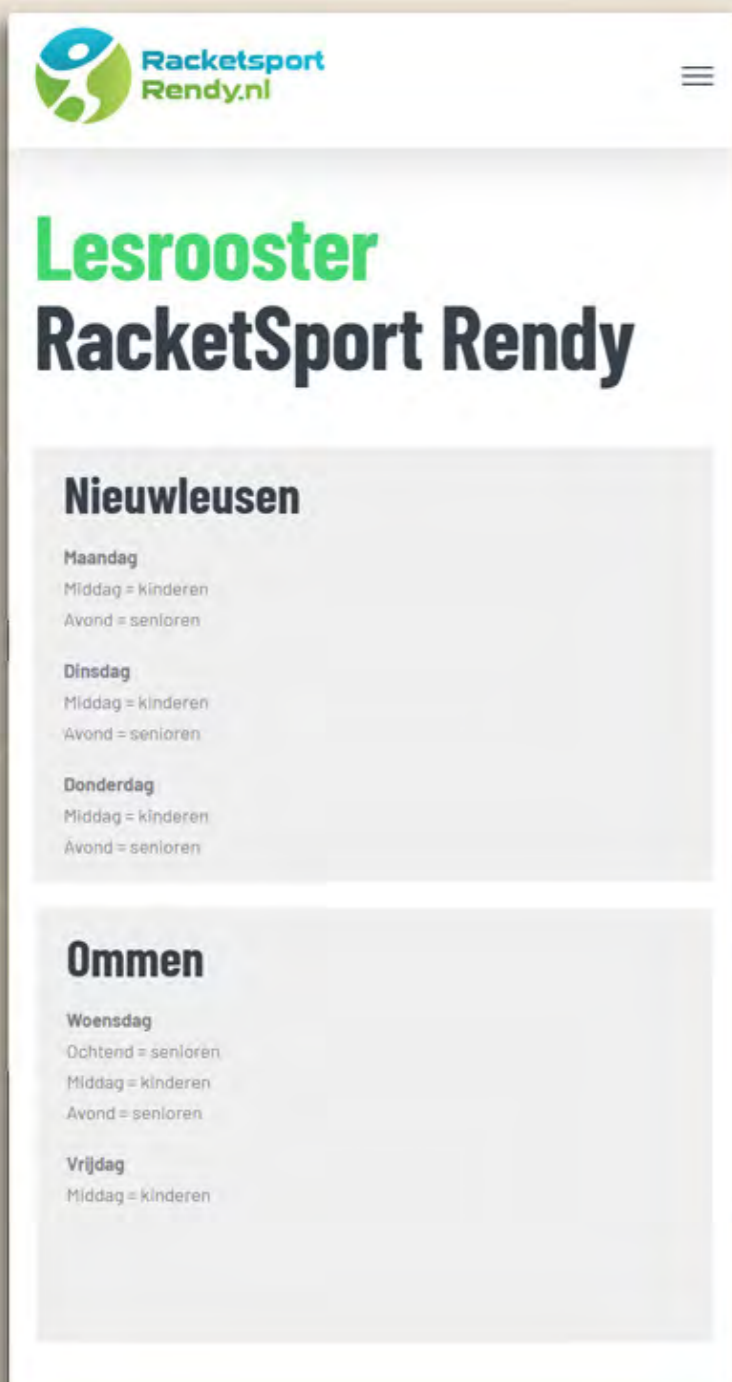 Racketsport
Rendy.nl
Lesrooster
RacketSport Rendy
Nieuwleusen
Maandag
Middag = kinderen
Avond = senioren
Dinsdag
Middag = kinderen
Avond = senioren
Donderdag
Middag = kinderen
Avond = senioren
Ommen
Woensdag
Ochtend = senioren
Middag = kinderen
Avond = senioren
Vrijdag
Middag = kinderen